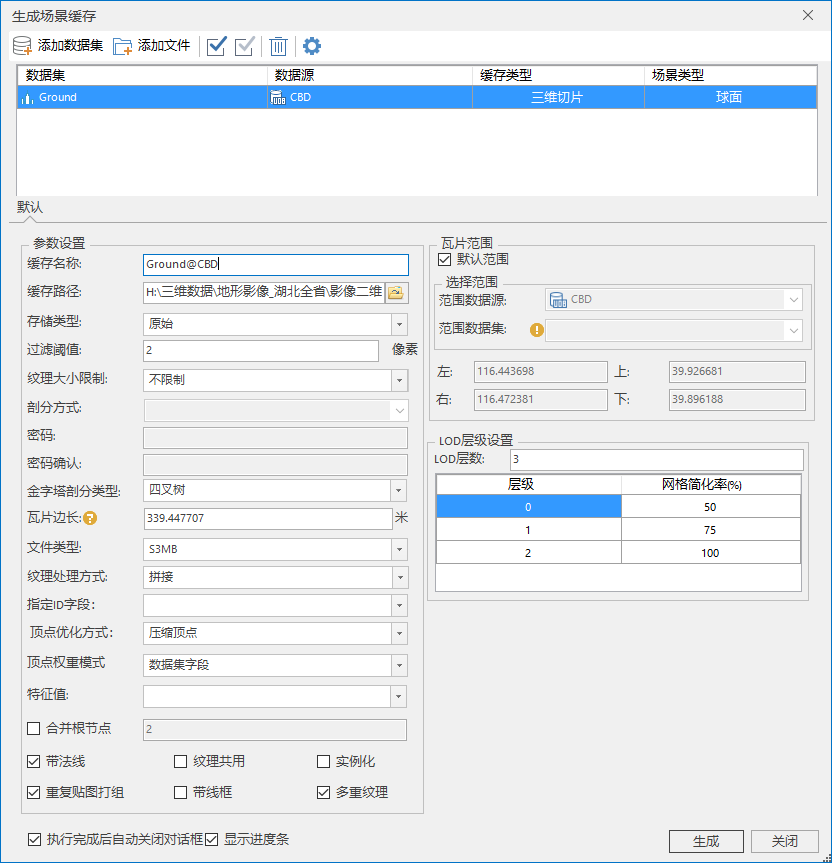 生成场景缓存
添加数据集 添加文件
数据集 数据源 缓存类型 场景类型
Ground CBD 三维切片 球面
默认
参数设置
缓存名称: Ground@CBD
缓存路径: H:\三维数据\地形影像_湖北全省\影像二维
存储类型: 原始
过滤阈值: 2 像素
纹理大小限制: 不限制
剖分方式:
密码:
密码确认:
金字塔剖分类型: 四叉树
瓦片边长: 339.447707 米
文件类型: S3MB
纹理处理方式: 拼接
指定ID字段:
顶点优化方式: 压缩顶点
顶点权重模式 数据集字段
特征值:
合并根节点 2
带法线 纹理共用 实例化
重复贴图打组 带线框 多重纹理
瓦片范围
默认范围
选择范围
范围数据源: CBD
范围数据集:
左: 116.443698 上: 39.926681
右: 116.472381 下: 39.896188
LOD层级设置
LOD层数: 3
层级 网格简化率(%)
0 50
1 75
2 100
执行完成后自动关闭对话框 显示进度条
生成 关闭